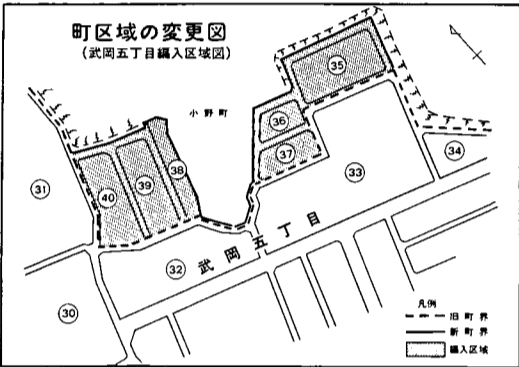 町区域の変更図
(武岡五丁目編入区域図)
小野町
35
36
37
38
39
40
31
33
34
32
武岡五丁目
30
凡例
旧町界
新町界
編入区域